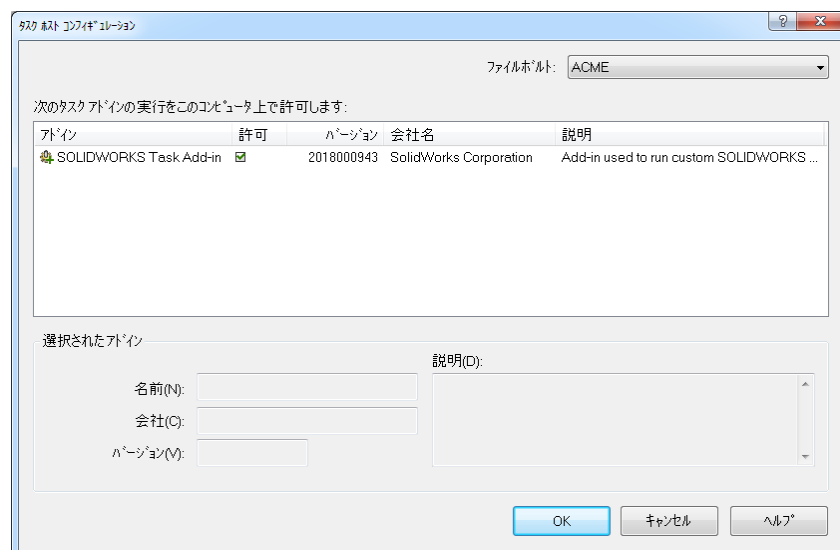 ﾀｽｸ ﾎｽﾄ ｺﾝﾌｨｷﾞｭﾚｰｼｮﾝ
ファイルボルト: ACME
次のタスク アドインの実行をこのコンピュータ上で許可します:
アドイン 許可 バージョン 会社名 説明
SOLIDWORKS Task Add-in 2018000943 SolidWorks Corporation Add-in used to run custom SOLIDWORKS ...
選択されたアドイン
説明(D):
名前(N):
会社(C):
バージョン(V):
OK キャンセル ヘルプ